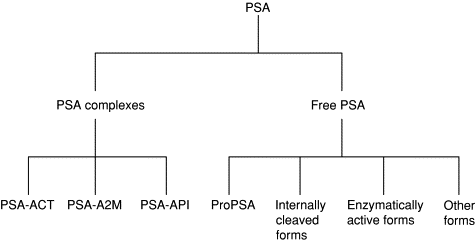 PSA
PSA complexes
Free PSA
PSA-ACT
PSA-A2M
PSA-API
ProPSA
Internally
cleaved
forms
Enzymatically
active forms
Other
forms